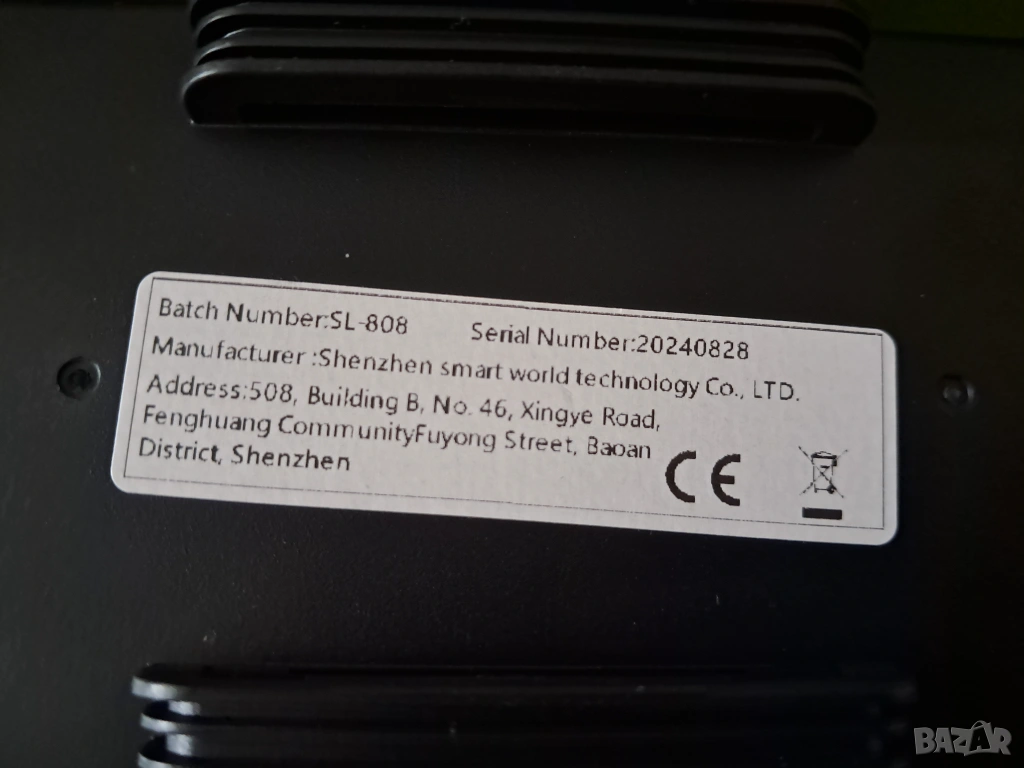 Batch Number:SL-808 Serial Number:20240828
Manufacturer :Shenzhen smart world technology Co., LTD.
Address:508, Building B, No. 46, Xingye Road,
Fenghuang CommunityFuyong Street, Baoan
District, Shenzhen
CE
BAZAR